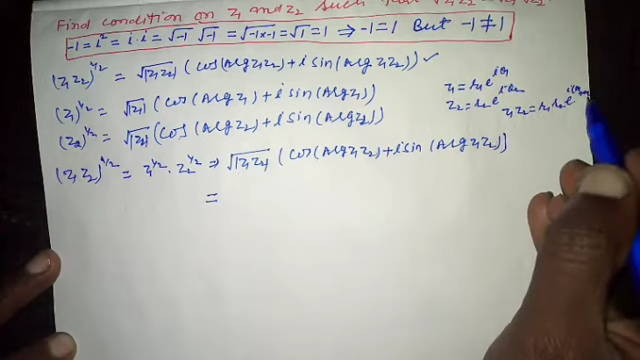 Find condition on z₁ and z₂ such that
-1 = i² = i·i = √-1 √-1 = √-1×-1 = √1 = 1 ⇒ -1 = 1 But -1 ≠ 1
(z₁z₂)^1/2 = √|z₁z₂| (cos(Arg z₁z₂) + i sin(Arg z₁z₂)) ✓
(z₁)^1/2 = √|z₁| (cos(Arg z₁) + i sin(Arg z₁))
(z₂)^1/2 = √|z₂| (cos(Arg z₂) + i sin(Arg z₂))
z₁ = r₁e^iθ₁
z₂ = r₂e^iθ₂
z₁z₂ = r₁r₂e
(z₁z₂)^1/2 = z₁^1/2 · z₂^1/2 ⇒ √|z₁z₂| (cos(Arg z₁z₂) + i sin(Arg z₁z₂)]
=